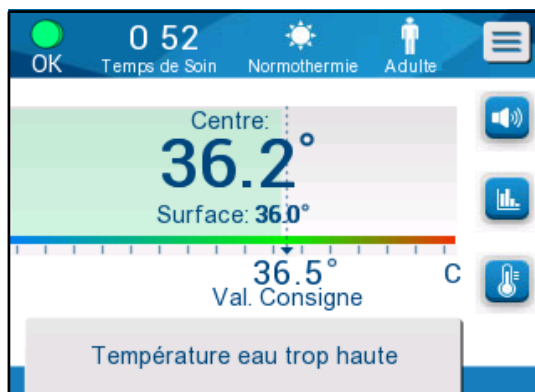 0 52
OK Temps de Soin Normothermie Adulte
Centre:
36.2°
Surface: 36.0°
36.5° C
Val. Consigne
Température eau trop haute